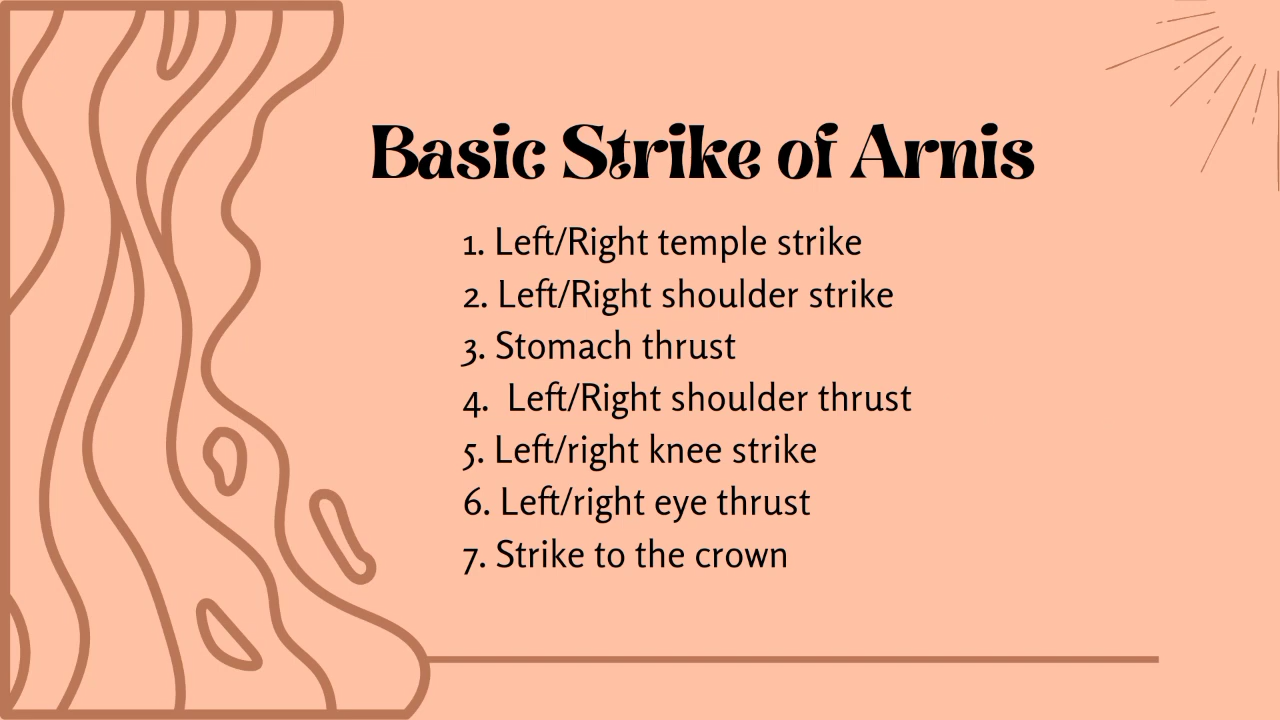 Basic Strike of Arnis
1. Left/Right temple strike
2. Left/Right shoulder strike
3. Stomach thrust
4. Left/Right shoulder thrust
5. Left/right knee strike
6. Left/right eye thrust
7. Strike to the crown